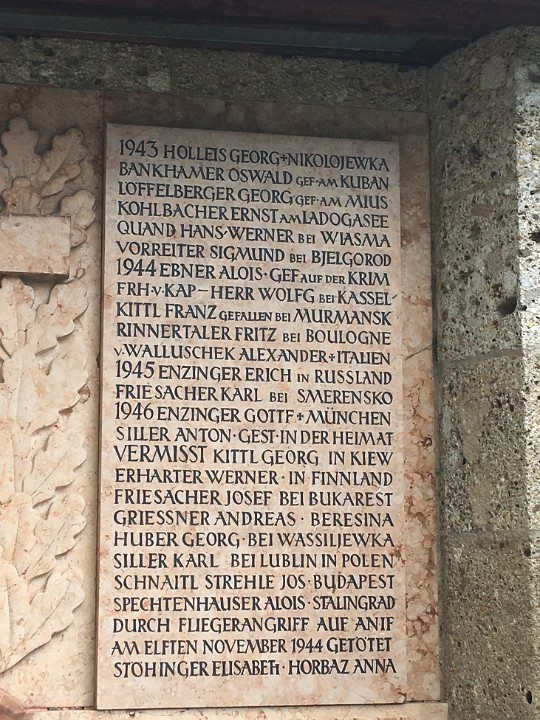 1943 HOLLEIS GEORG+NIKOLOJEWKA
BANKHAMER OSWALD GEF·AM KUBAN
LOFFELBERGER GEORG GEF·AM MIUS
KOHLBACHER ERNST AM LADOGASEE
QUAND HANS·WERNER BEI WIASMA
VORREITER SIGMUND BEI BJELGOROD
1944 EBNER ALOIS·GEF AUF DER KRIM
FRH·V·KAP–HERR WOLFG BEI KASSEL
KITTL FRANZ GEFALLEN BEI MURMANSK
RINNERTALER FRITZ BEI BOULOGNE
V·WALLUSCHEK ALEXANDER+ITALIEN
1945 ENZINGER ERICH IN RUSSLAND
FRIESACHER KARL BEI SMERENSKO
1946 ENZINGER GOTTF+MÜNCHEN
SILLER ANTON·GEST·IN DER HEIMAT
VERMISST KITTL GEORG IN KIEW
ERHARTER WERNER·IN FINNLAND
FRIESACHER JOSEF BEI BUKAREST
GRIESSNER ANDREAS·BERESINA
HUBER GEORG·BEI WASSILJEWKA
SILLER KARL BEI LUBLIN IN POLEN
SCHNAITL STREHLE JOS·BUDAPEST
SPECHTENHAUSER ALOIS·STALINGRAD
DURCH FLIEGERANGRIFF AUF ANIF
AM ELFTEN NOVEMBER 1944 GETÖTET
STÖHINGER ELISABETH·HORBAZ ANNA